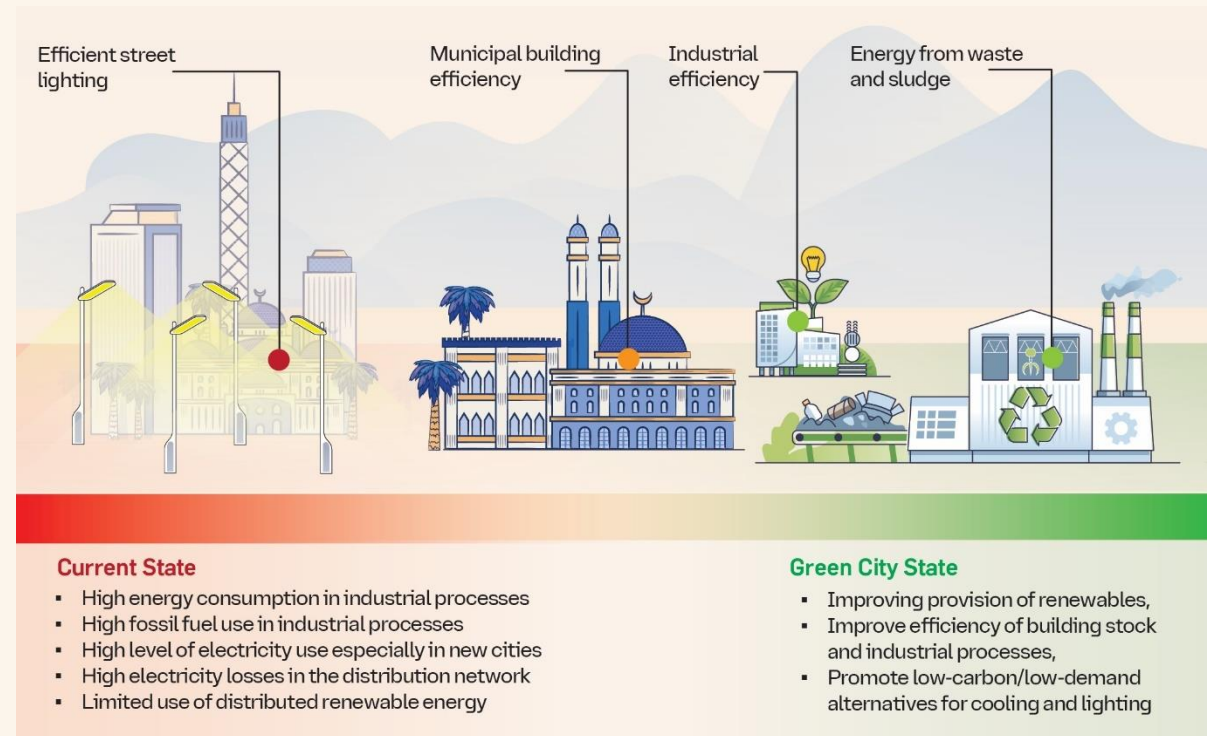 Efficient street
lighting
Municipal building
efficiency
Industrial
efficiency
Energy from waste
and sludge
Current State
▪ High energy consumption in industrial processes
▪ High fossil fuel use in industrial processes
▪ High level of electricity use especially in new cities
▪ High electricity losses in the distribution network
▪ Limited use of distributed renewable energy
Green City State
▪ Improving provision of renewables,
▪ Improve efficiency of building stock
and industrial processes,
▪ Promote low-carbon/low-demand
alternatives for cooling and lighting